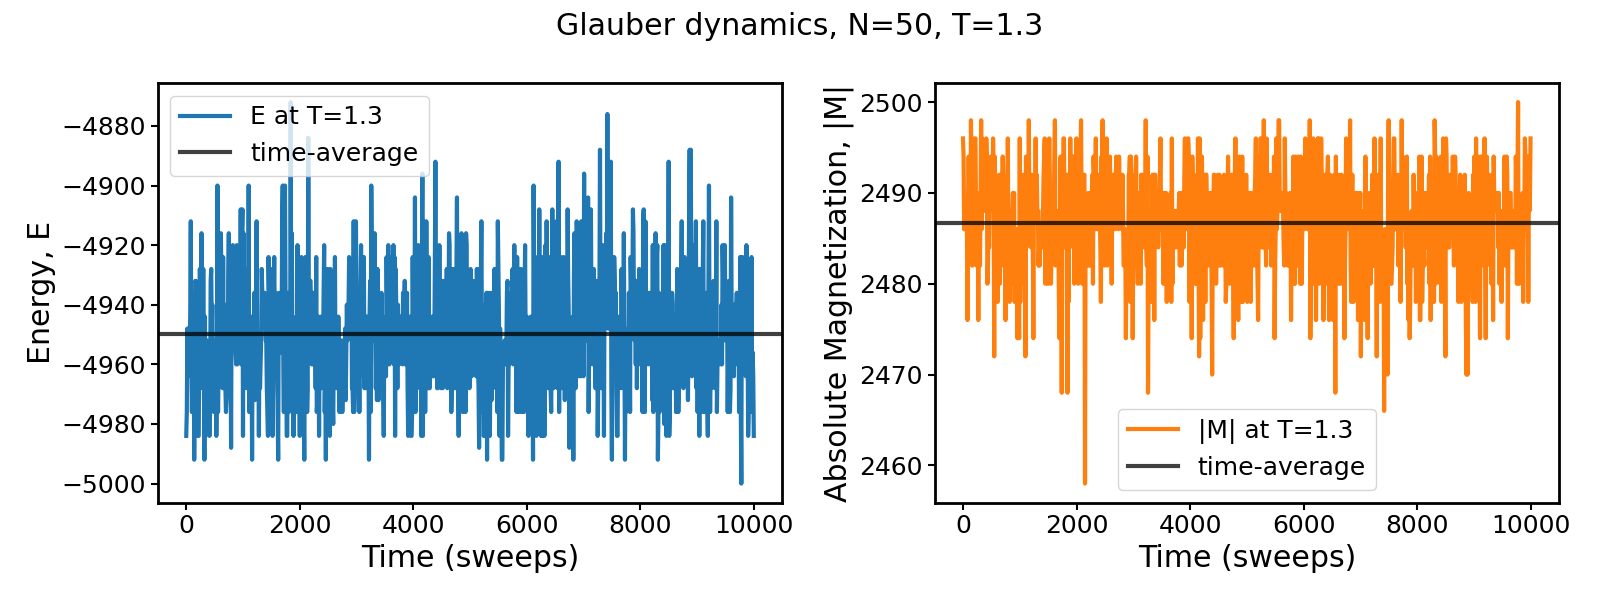 Glauber dynamics, N=50, T=1.3
Energy, E
−4880
−4900
−4920
−4940
−4960
−4980
−5000
E at T=1.3
time-average
0 2000 4000 6000 8000 10000
Time (sweeps)
Absolute Magnetization, |M|
2500
2490
2480
2470
2460
|M| at T=1.3
time-average
0 2000 4000 6000 8000 10000
Time (sweeps)